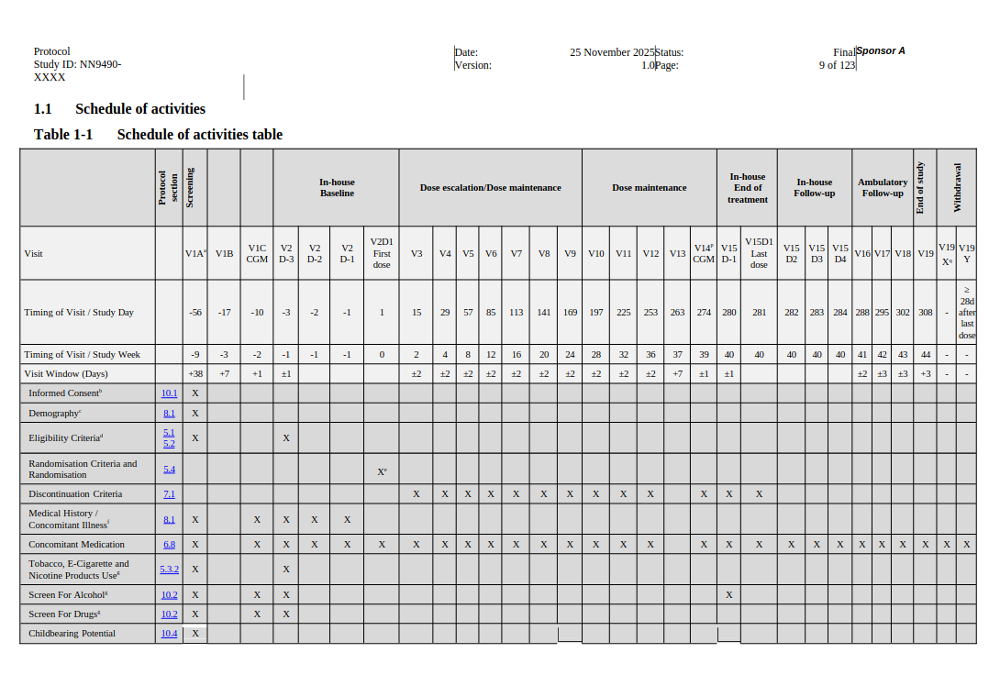 Protocol
Study ID: NN9490-
XXXX
Date: 25 November 2025 Status: Final Sponsor A
Version: 1.0 Page: 9 of 123
1.1 Schedule of activities
Table 1-1 Schedule of activities table
Protocol section Screening In-house Baseline Dose escalation/Dose maintenance Dose maintenance In-house End of treatment In-house Follow-up Ambulatory Follow-up End of study Withdrawal
Visit V1Aᵃ V1B V1C CGM V2 D-3 V2 D-2 V2 D-1 V2D1 First dose V3 V4 V5 V6 V7 V8 V9 V10 V11 V12 V13 V14ᵖ CGM V15 D-1 V15D1 Last dose V15 D2 V15 D3 V15 D4 V16 V17 V18 V19 V19 X^q V19 Y
Timing of Visit / Study Day -56 -17 -10 -3 -2 -1 1 15 29 57 85 113 141 169 197 225 253 263 274 280 281 282 283 284 288 295 302 308 - ≥ 28d after last dose
Timing of Visit / Study Week -9 -3 -2 -1 -1 -1 0 2 4 8 12 16 20 24 28 32 36 37 39 40 40 40 40 40 41 42 43 44 - -
Visit Window (Days) +38 +7 +1 ±1 ±2 ±2 ±2 ±2 ±2 ±2 ±2 ±2 ±2 ±2 +7 ±1 ±1 ±2 ±3 ±3 +3 - -
Informed Consentᵇ 10.1 X
Demographyᶜ 8.1 X
Eligibility Criteriaᵈ 5.1 5.2 X X
Randomisation Criteria and Randomisation 5.4 Xᵉ
Discontinuation Criteria 7.1 X X X X X X X X X X X X X
Medical History / Concomitant Illnessᶠ 8.1 X X X X X
Concomitant Medication 6.8 X X X X X X X X X X X X X X X X X X X X X X X X X X X X
Tobacco, E-Cigarette and Nicotine Products Useᵍ 5.3.2 X X
Screen For Alcoholᵍ 10.2 X X X X
Screen For Drugsᵍ 10.2 X X X
Childbearing Potential 10.4 X